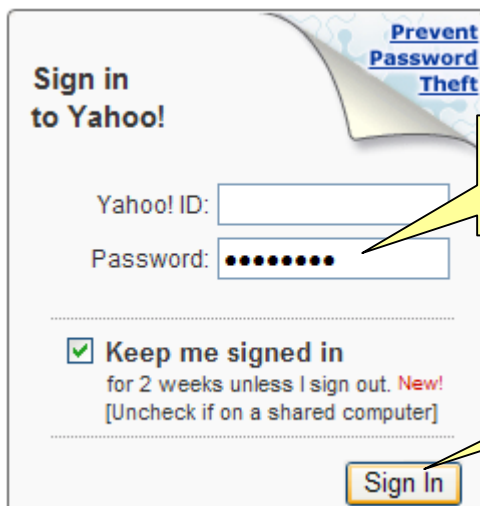 Prevent
Password
Theft
Sign in
to Yahoo!
Yahoo! ID:
Password: ●●●●●●●●
Keep me signed in
for 2 weeks unless I sign out. New!
[Uncheck if on a shared computer]
Sign In